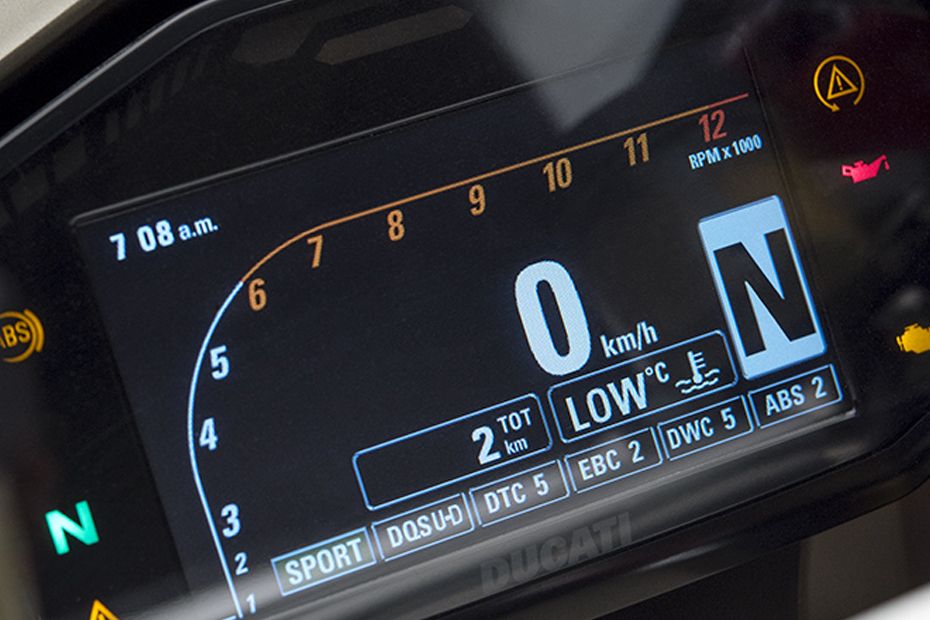 7 08 a.m.
12
11
10
9
8
7
6
5
4
3
2
1
RPM x 1000
N
0 km/h
LOW °C
2 TOT km
SPORT
DQSU-D
DTC 5
EBC 2
DWC 5
ABS 2
ABS
N
DUCATI